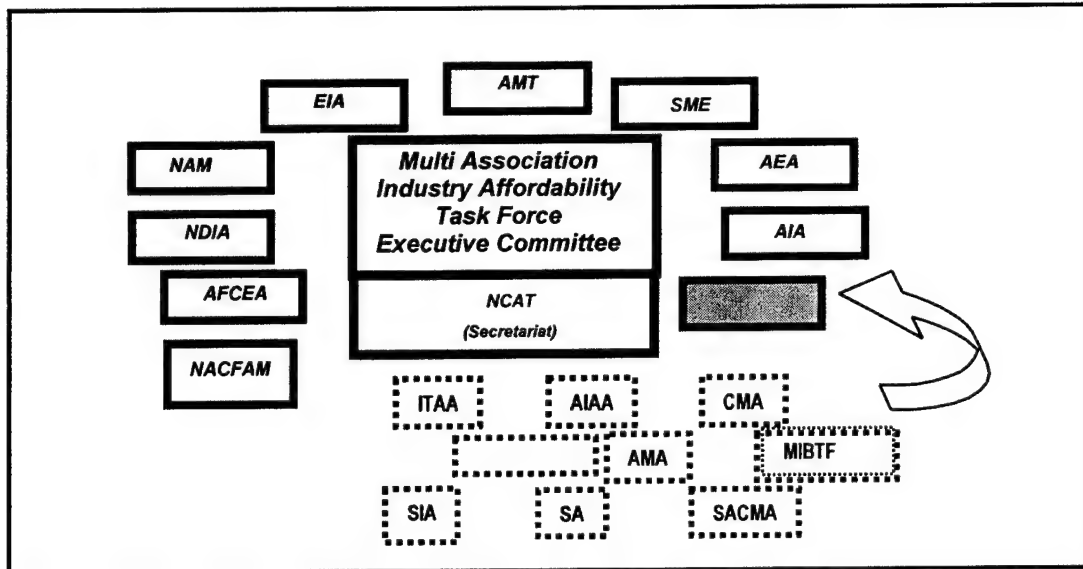 AMT
EIA
SME
NAM
Multi Association
Industry Affordability
Task Force
Executive Committee
AEA
NDIA
AIA
AFCEA
NCAT
(Secretariat)
NACFAM
ITAA
AIAA
CMA
AMA
MIBTF
SIA
SA
SACMA